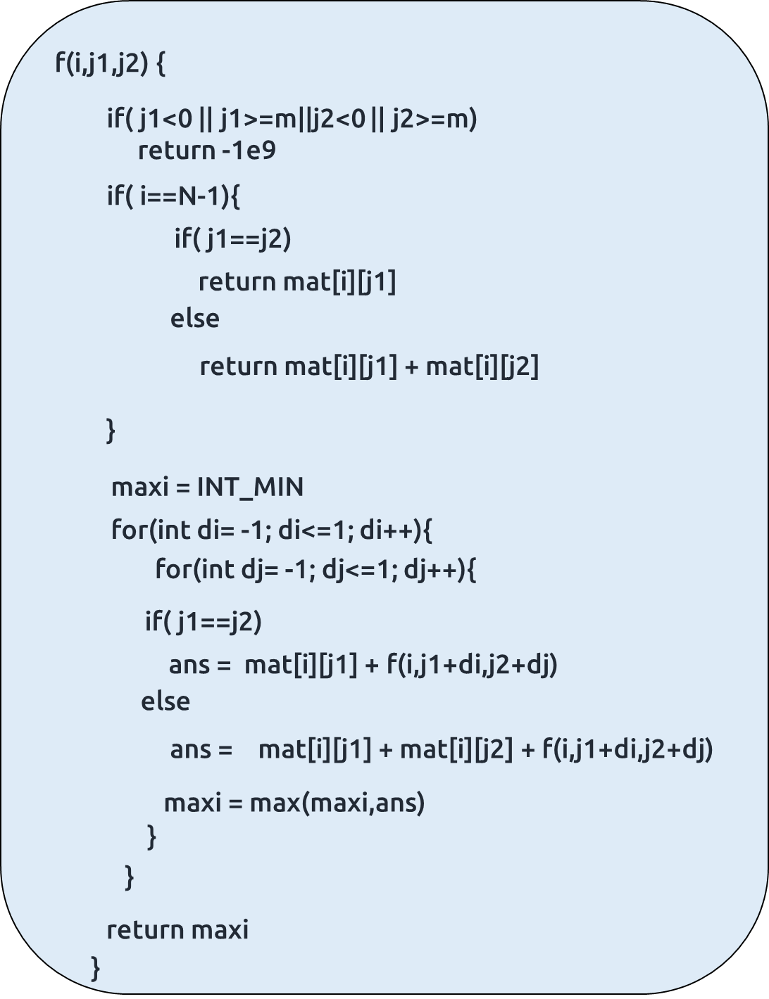 f(i,j1,j2) {
if( j1<0 || j1>=m||j2<0 || j2>=m)
return -1e9
if( i==N-1){
if( j1==j2)
return mat[i][j1]
else
return mat[i][j1] + mat[i][j2]
}
maxi = INT_MIN
for(int di= -1; di<=1; di++){
for(int dj= -1; dj<=1; dj++){
if( j1==j2)
ans = mat[i][j1] + f(i,j1+di,j2+dj)
else
ans = mat[i][j1] + mat[i][j2] + f(i,j1+di,j2+dj)
maxi = max(maxi,ans)
}
}
return maxi
}